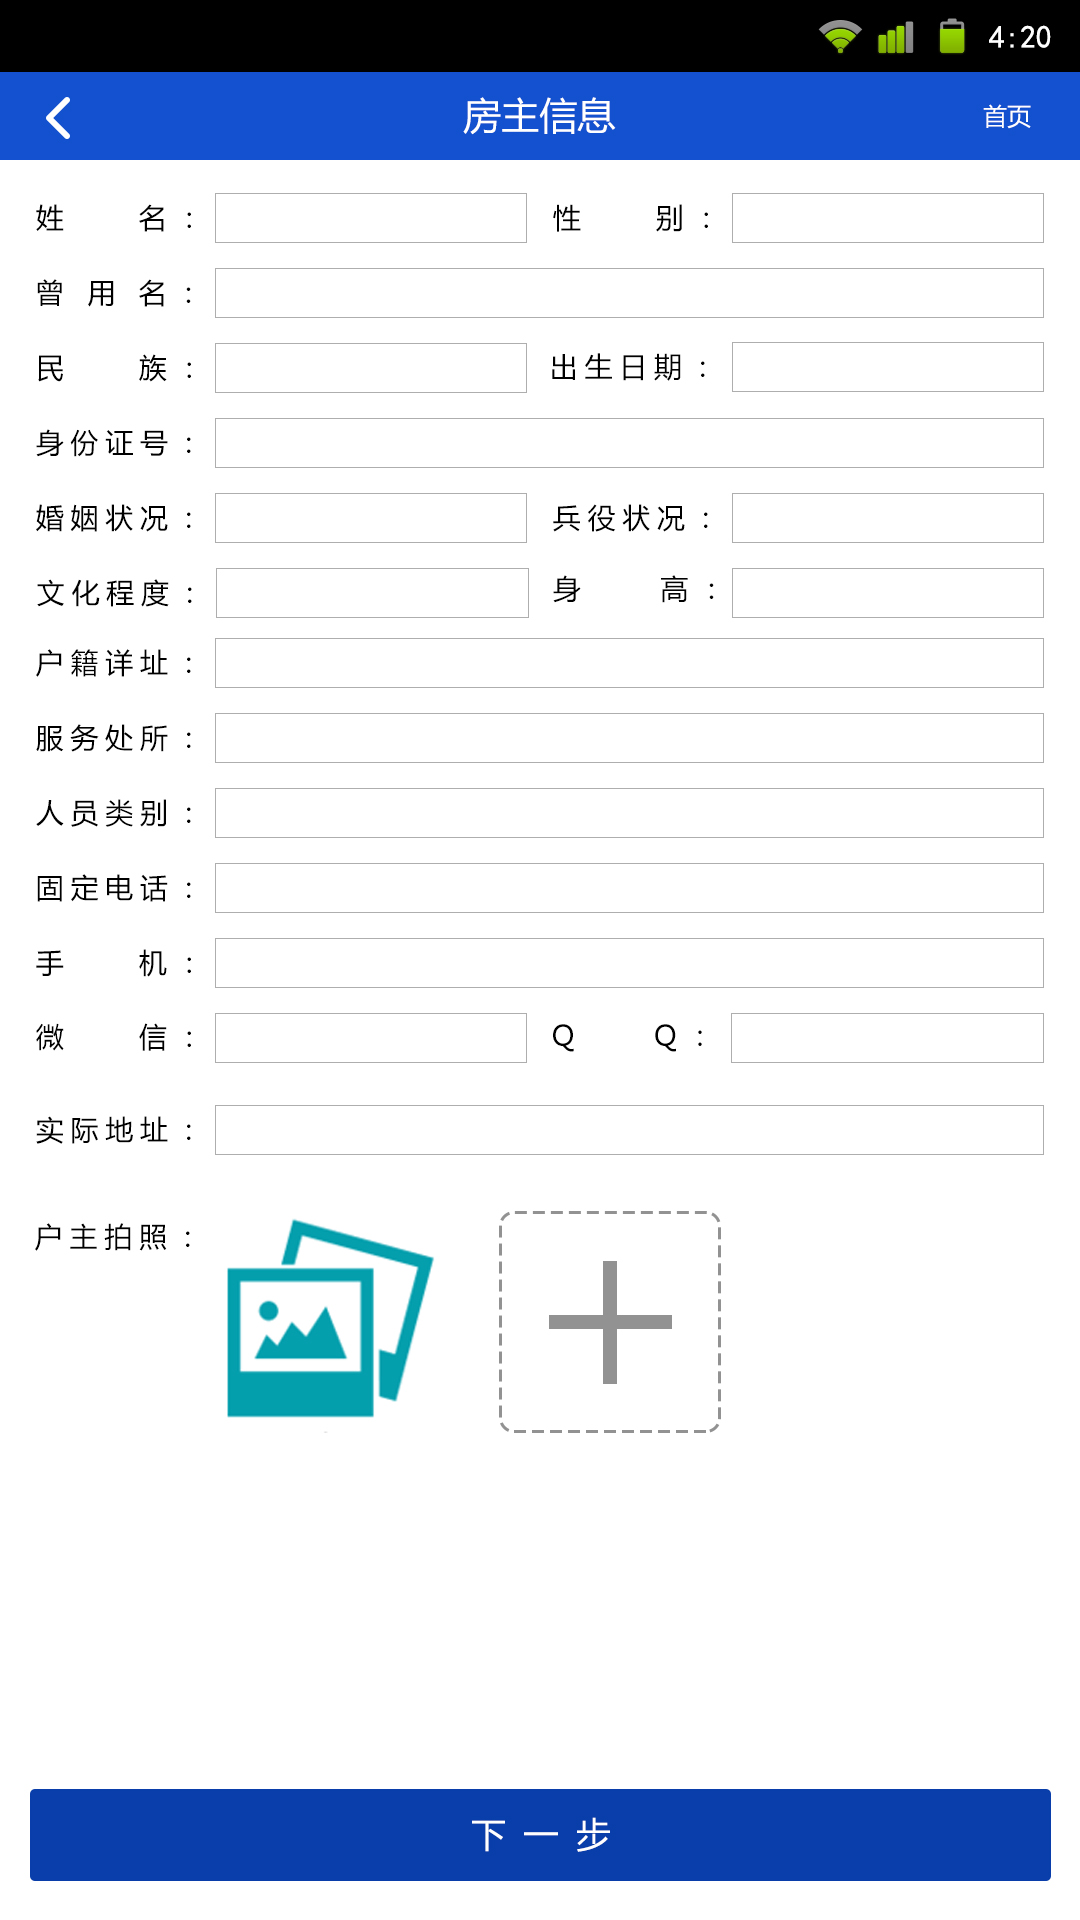 4:20
房主信息 首页
姓 名： 性 别：
曾 用 名：
民 族： 出生日期：
身份证号：
婚姻状况： 兵役状况：
文化程度： 身 高：
户籍详址：
服务处所：
人员类别：
固定电话：
手 机：
微 信： Q Q：
实际地址：
户主拍照：
下一步